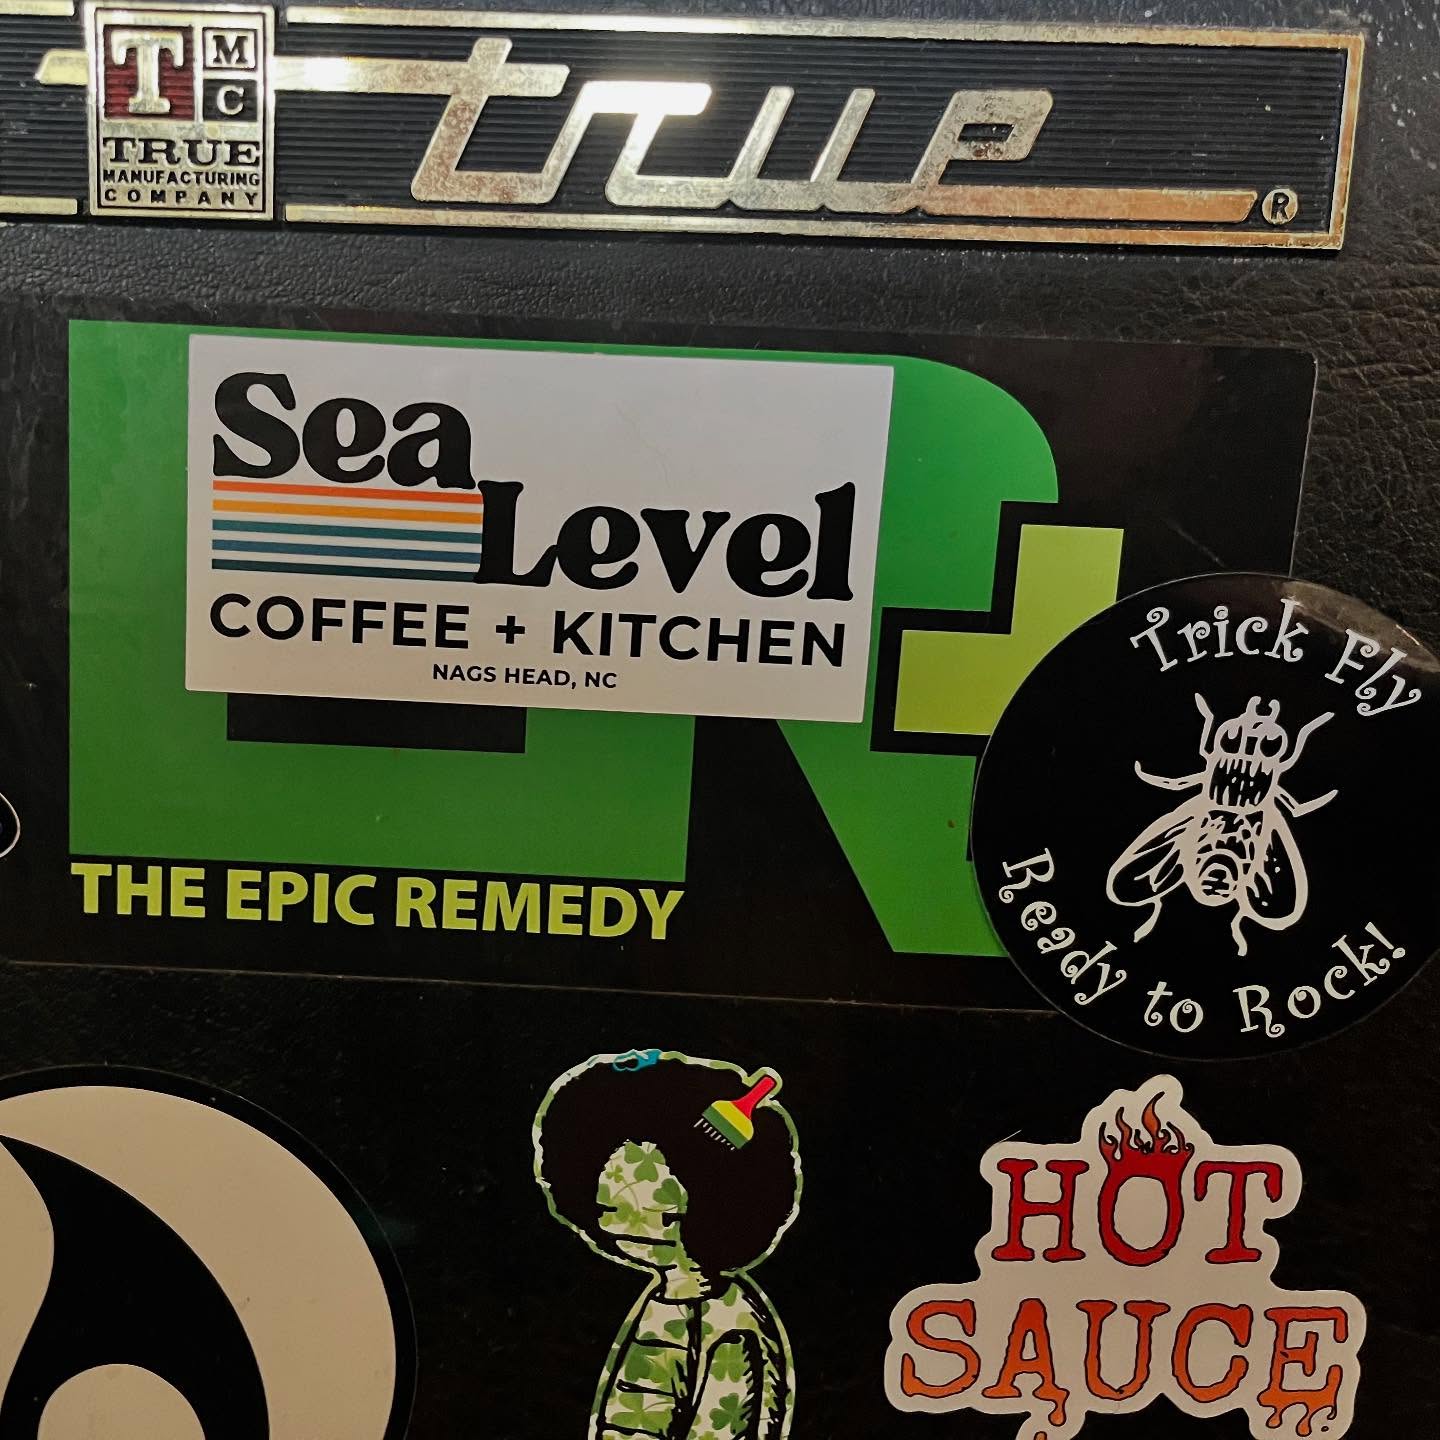 T
M
C
TRUE
MANUFACTURING
COMPANY
true
®
Sea
Level
COFFEE + KITCHEN
NAGS HEAD, NC
THE EPIC REMEDY
Trick Fly
Ready to Rock!
HOT
SAUCE